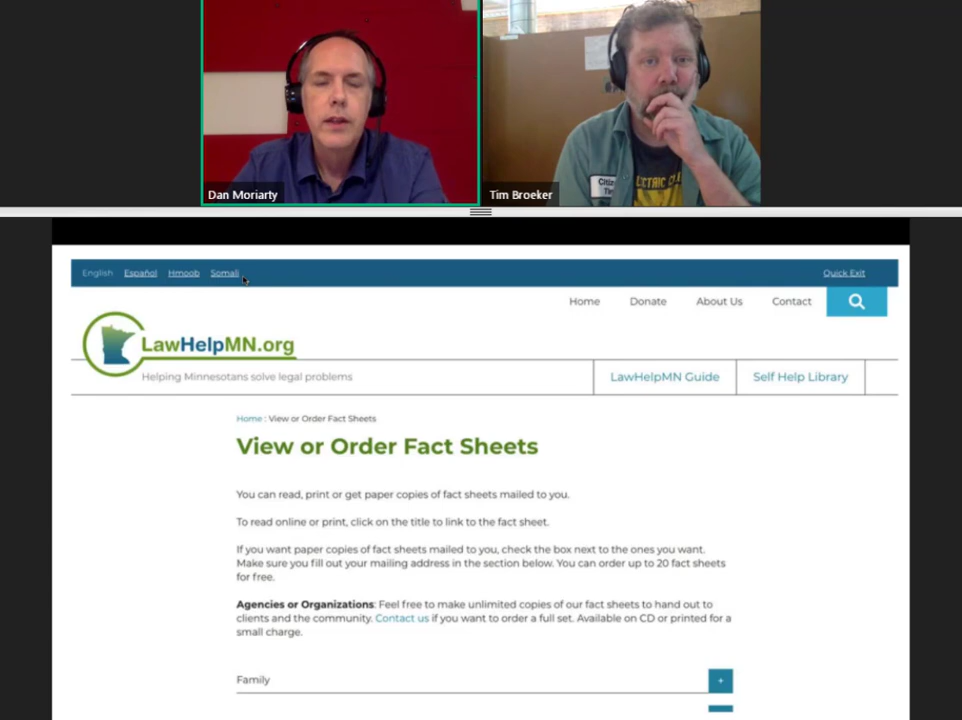 Dan Moriarty
Tim Broeker
English Español Hmoob Somali Quick Exit
Home Donate About Us Contact
LawHelpMN.org
Helping Minnesotans solve legal problems
LawHelpMN Guide Self Help Library
Home : View or Order Fact Sheets
View or Order Fact Sheets
You can read, print or get paper copies of fact sheets mailed to you.
To read online or print, click on the title to link to the fact sheet.
If you want paper copies of fact sheets mailed to you, check the box next to the ones you want.
Make sure you fill out your mailing address in the section below. You can order up to 20 fact sheets
for free.
Agencies or Organizations: Feel free to make unlimited copies of our fact sheets to hand out to
clients and the community. Contact us if you want to order a full set. Available on CD or printed for a
small charge.
Family +